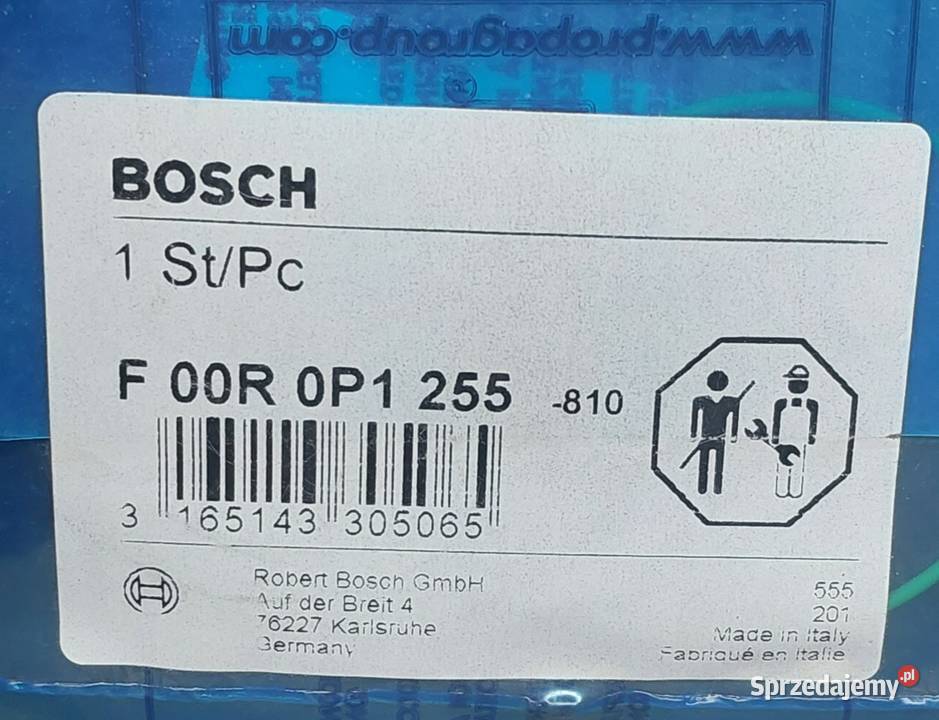 www.propagroup.com
BOSCH
1 St/Pc
F 00R 0P1 255 -810
3 165143 305065
Robert Bosch GmbH
Auf der Breit 4
76227 Karlsruhe
Germany
555
201
Made in Italy
Fabriqué en Italie
Sprzedajemy.pl